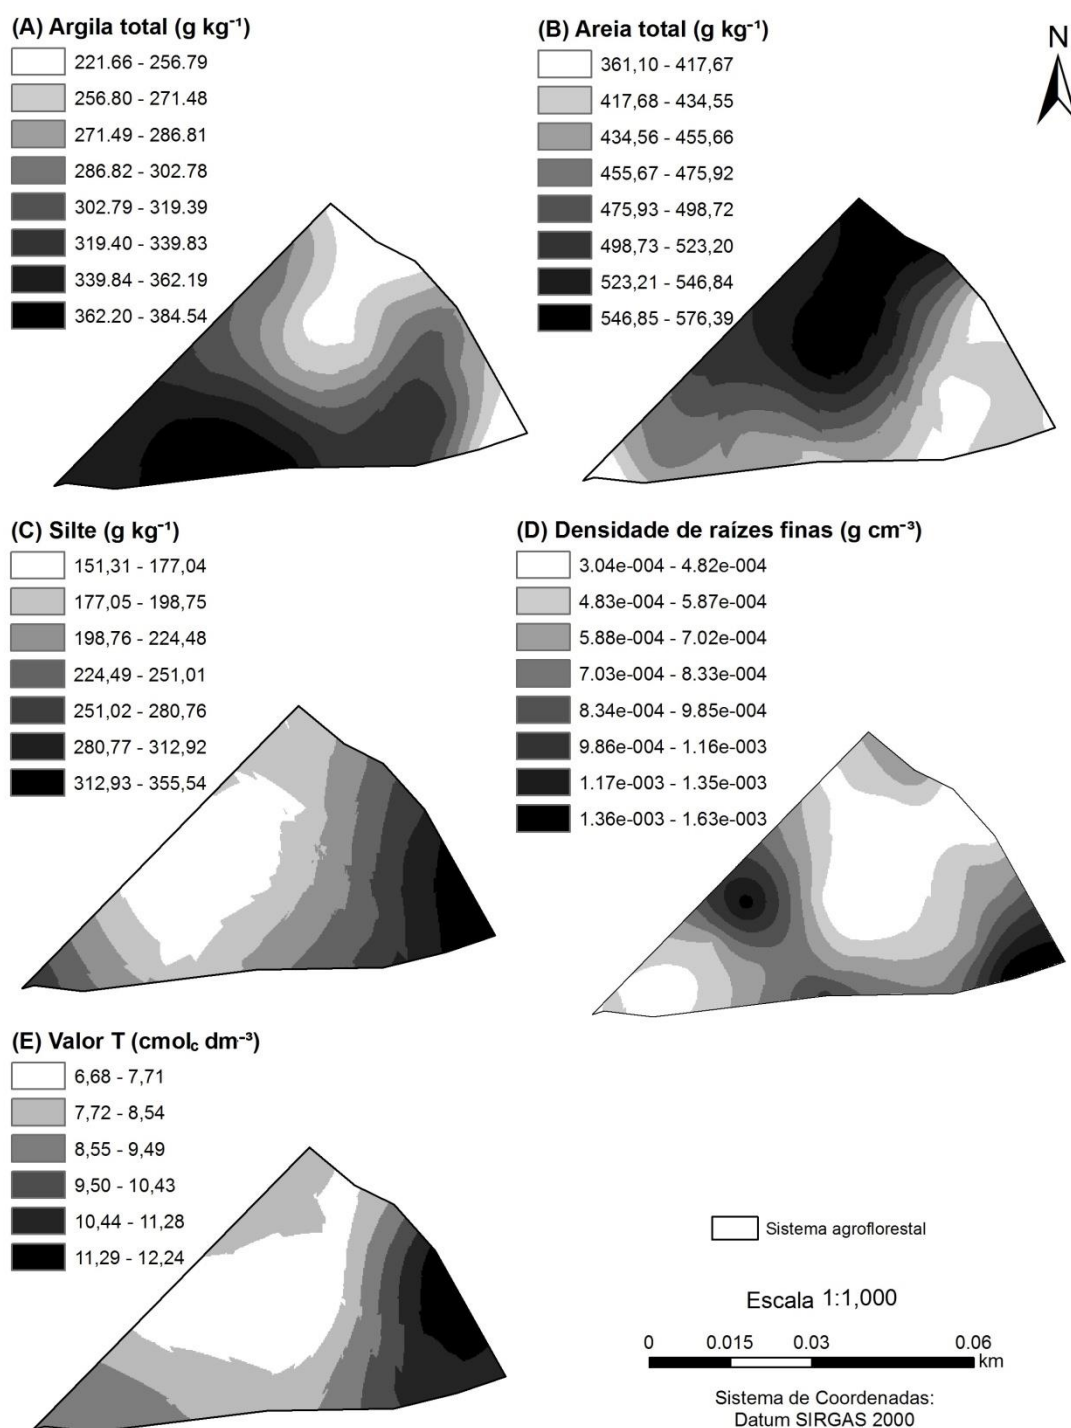 (A) Argila total (g kg⁻¹)
221.66 - 256.79
256.80 - 271.48
271.49 - 286.81
286.82 - 302.78
302.79 - 319.39
319.40 - 339.83
339.84 - 362.19
362.20 - 384.54
(B) Areia total (g kg⁻¹)
361,10 - 417,67
417,68 - 434,55
434,56 - 455,66
455,67 - 475,92
475,93 - 498,72
498,73 - 523,20
523,21 - 546,84
546,85 - 576,39
N
(C) Silte (g kg⁻¹)
151,31 - 177,04
177,05 - 198,75
198,76 - 224,48
224,49 - 251,01
251,02 - 280,76
280,77 - 312,92
312,93 - 355,54
(D) Densidade de raízes finas (g cm⁻³)
3.04e-004 - 4.82e-004
4.83e-004 - 5.87e-004
5.88e-004 - 7.02e-004
7.03e-004 - 8.33e-004
8.34e-004 - 9.85e-004
9.86e-004 - 1.16e-003
1.17e-003 - 1.35e-003
1.36e-003 - 1.63e-003
(E) Valor T (cmol꜀ dm⁻³)
6,68 - 7,71
7,72 - 8,54
8,55 - 9,49
9,50 - 10,43
10,44 - 11,28
11,29 - 12,24
Sistema agroflorestal
Escala 1:1,000
0 0.015 0.03 0.06
km
Sistema de Coordenadas:
Datum SIRGAS 2000